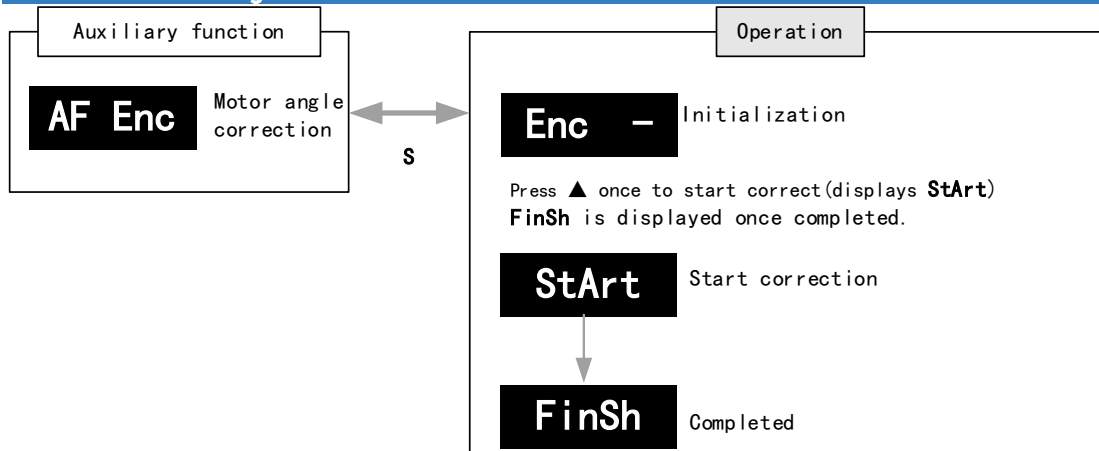 Auxiliary function
AF Enc
Motor angle
correction
S
Operation
Enc －
Initialization
Press ▲ once to start correct(displays StArt)
FinSh is displayed once completed.
StArt
Start correction
FinSh
Completed